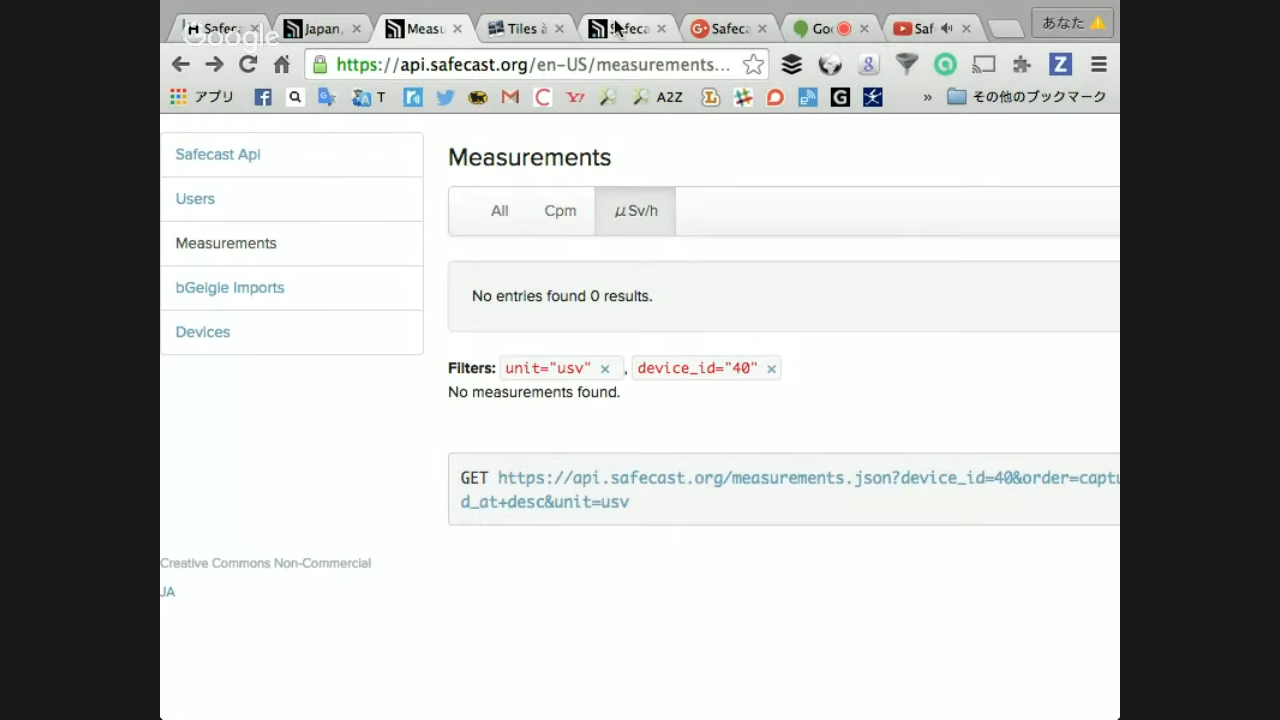 Safec
Japan,
Measu
Tiles à
Safeca
Safeca
Goo
Saf
あなた
Google
https://api.safecast.org/en-US/measurements...
アプリ
T
A2Z
»
その他のブックマーク
Safecast Api
Users
Measurements
bGeigie Imports
Devices
Measurements
All
Cpm
μSv/h
No entries found 0 results.
Filters: unit="usv" × , device_id="40" ×
No measurements found.
GET https://api.safecast.org/measurements.json?device_id=40&order=captu
d_at+desc&unit=usv
Creative Commons Non-Commercial
JA